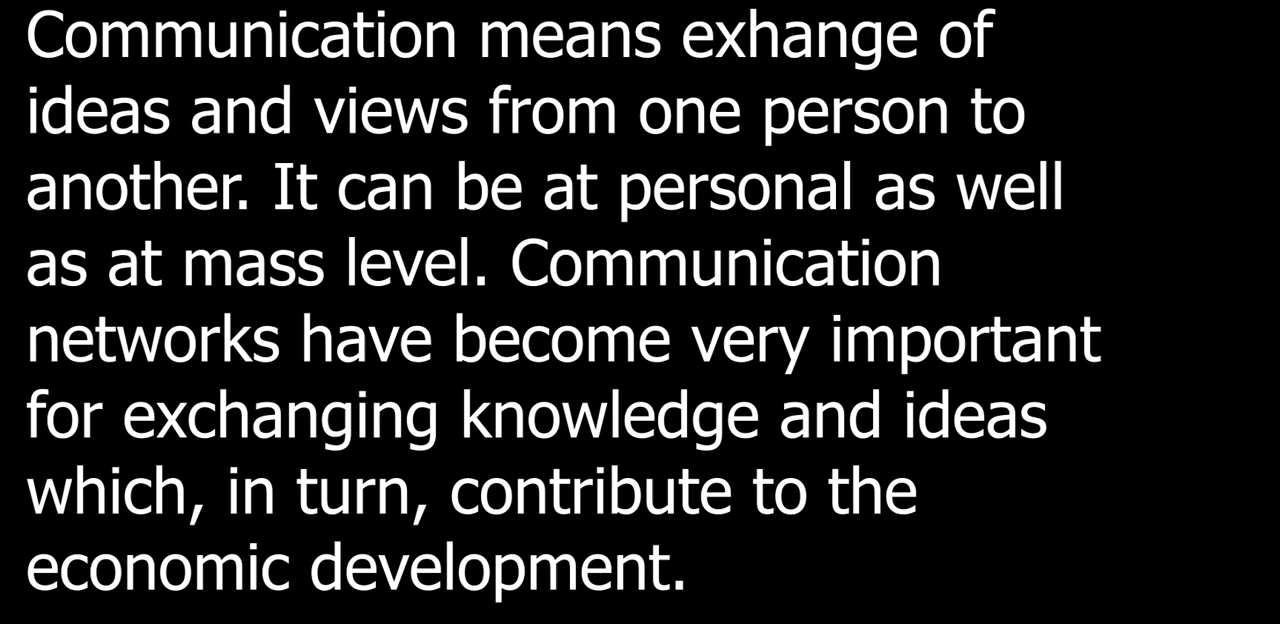 Communication means exhange of
ideas and views from one person to
another. It can be at personal as well
as at mass level. Communication
networks have become very important
for exchanging knowledge and ideas
which, in turn, contribute to the
economic development.